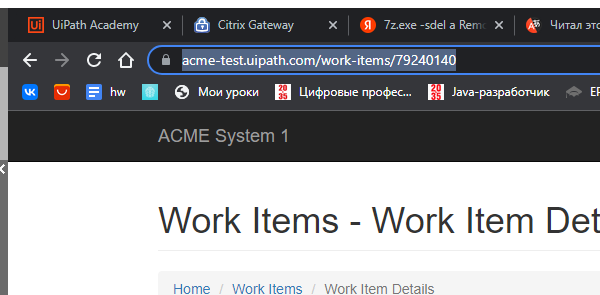 Ui UiPath Academy Citrix Gateway 7z.exe -sdel a Remo Читал это
acme-test.uipath.com/work-items/79240140
hw Мои уроки 20 35 Цифровые профес... 20 35 Java-разработчик EP
ACME System 1
Work Items - Work Item Det
Home / Work Items / Work Item Details